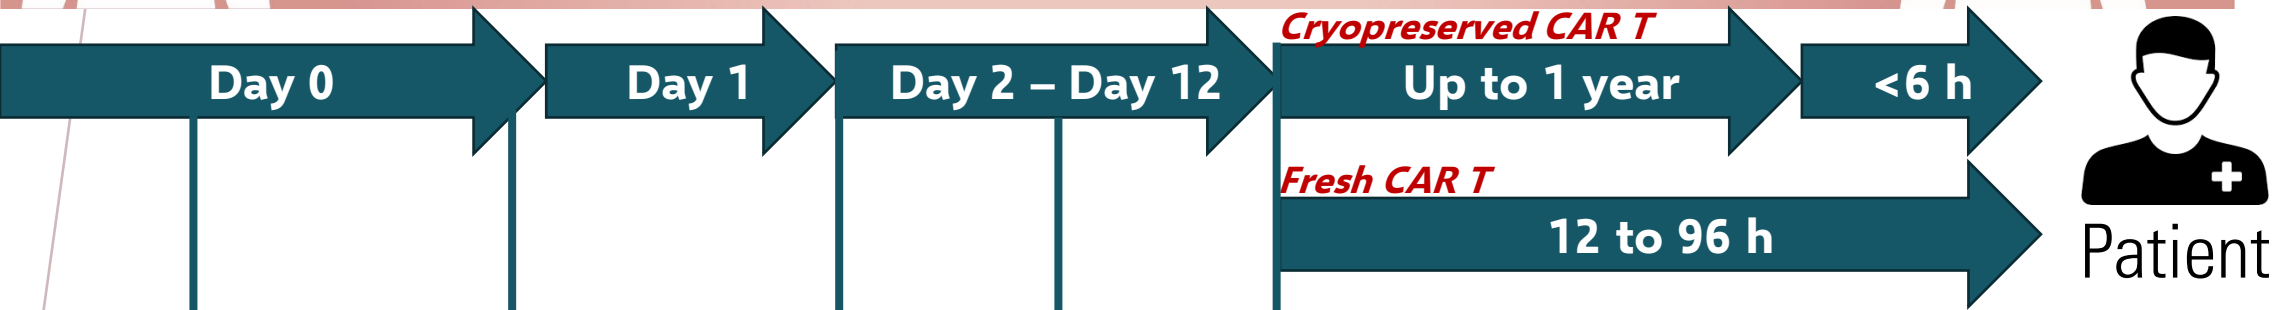 Cryopreserved CAR T
Day 0
Day 1
Day 2 – Day 12
Up to 1 year
<6 h
Fresh CAR T
12 to 96 h
Patient